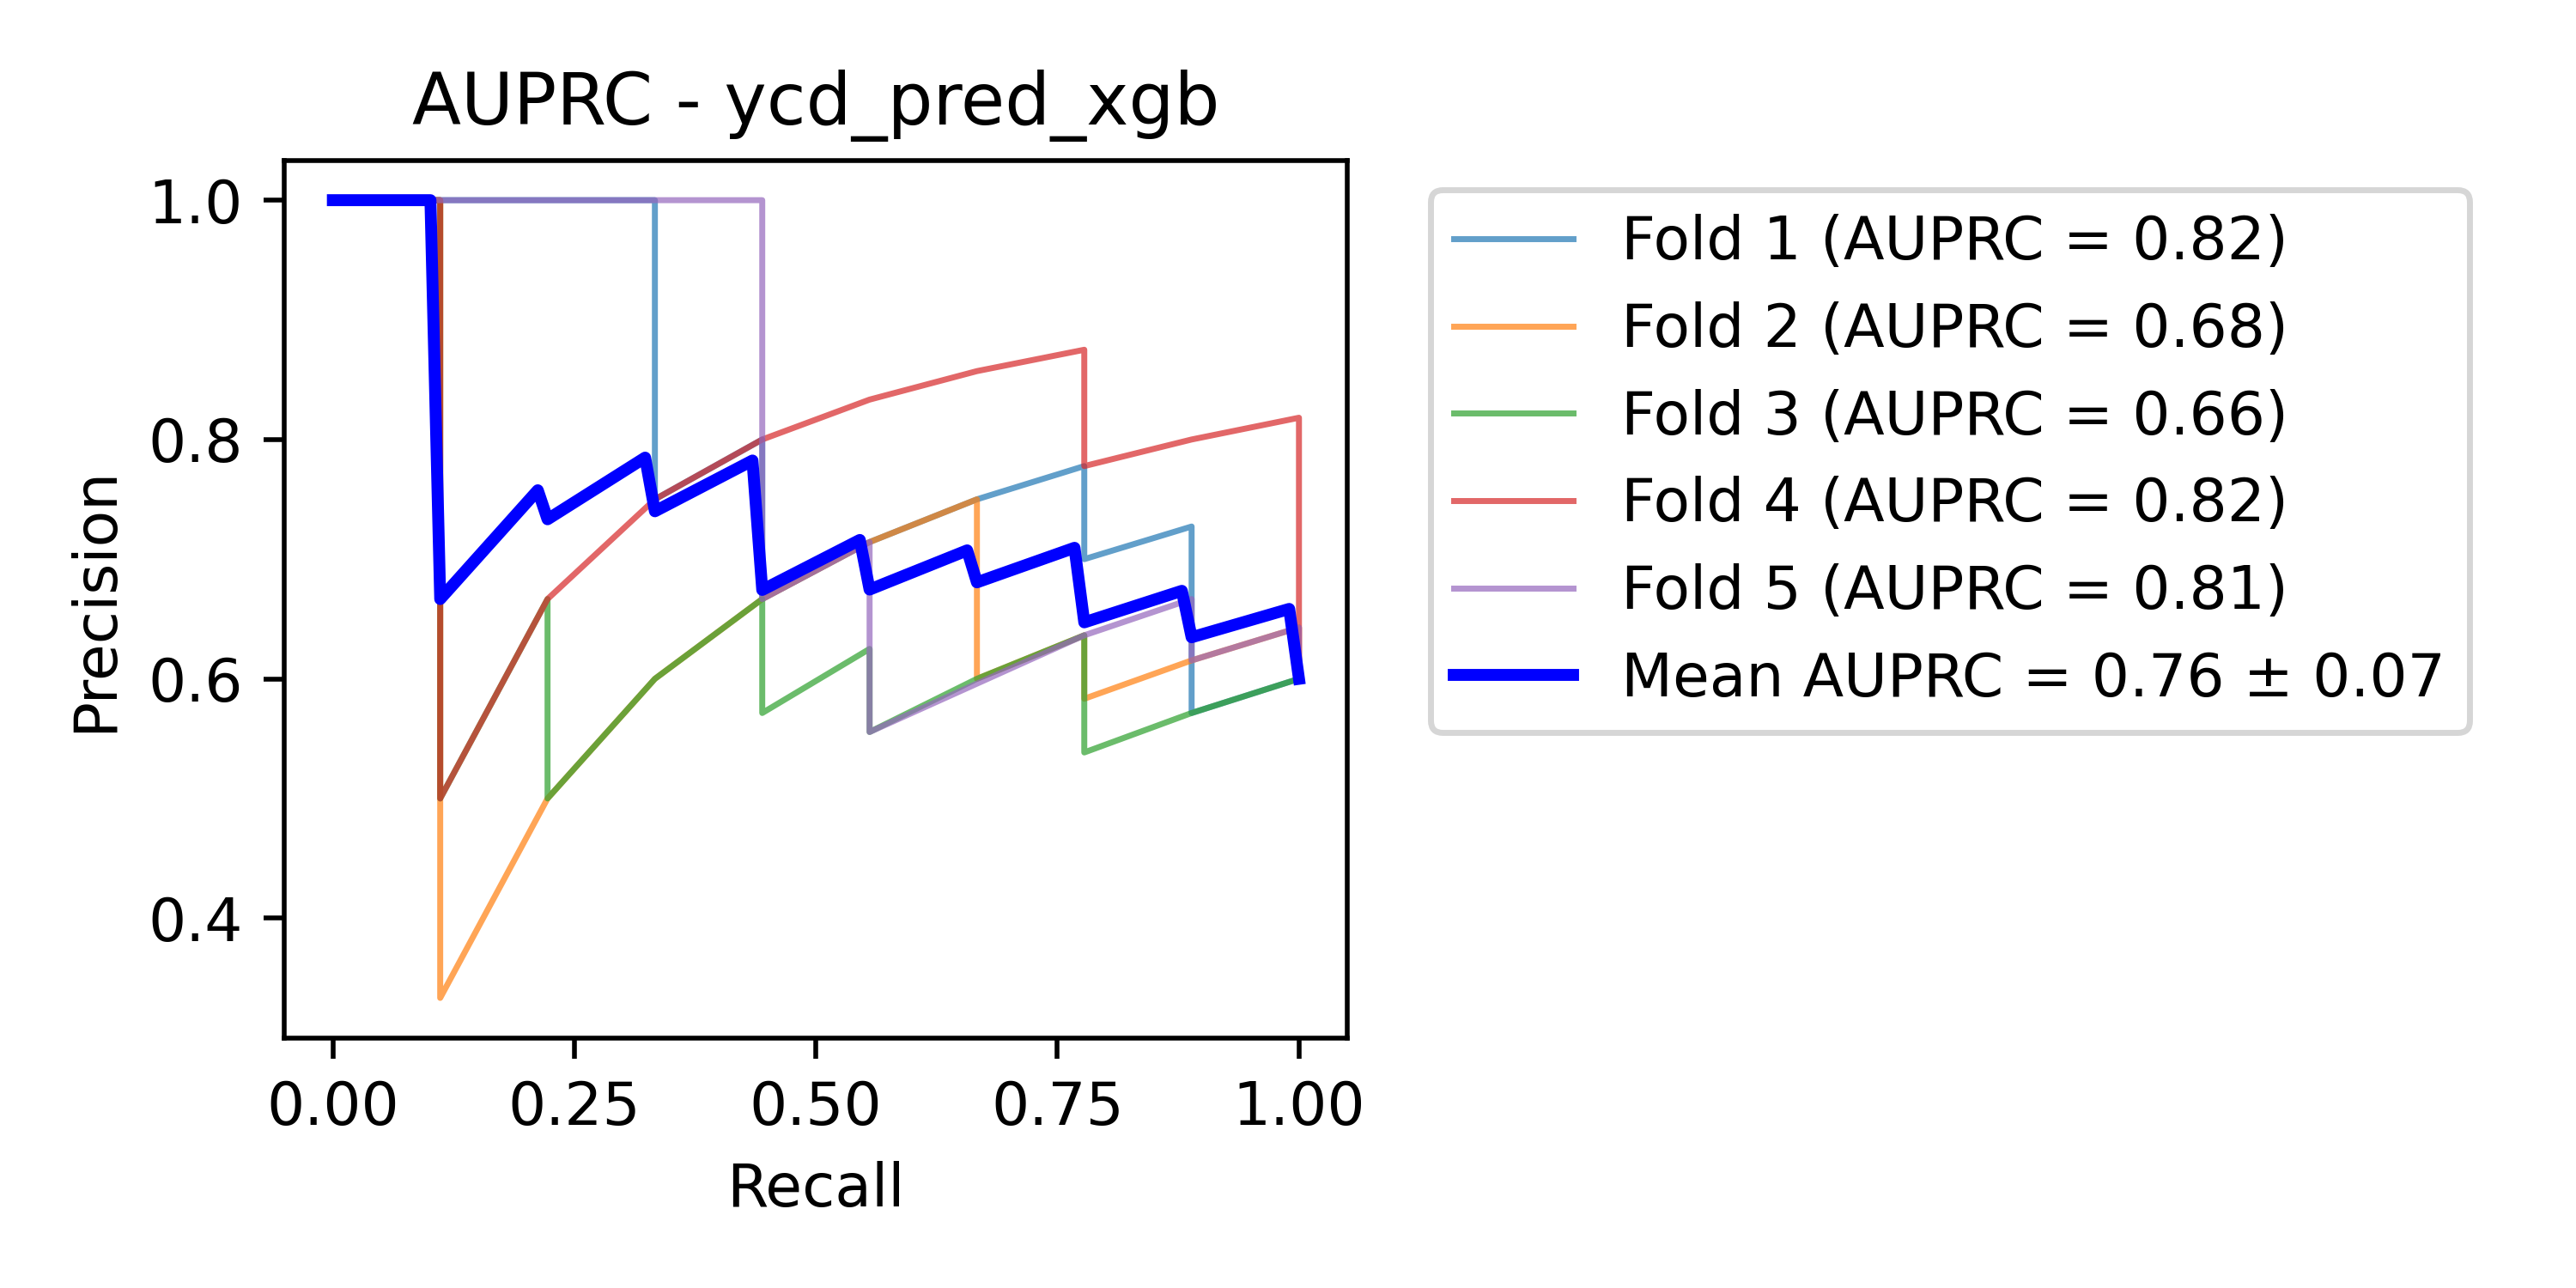 AUPRC - ycd_pred_xgb
Precision
1.0
0.8
0.6
0.4
0.00 0.25 0.50 0.75 1.00
Recall
Fold 1 (AUPRC = 0.82)
Fold 2 (AUPRC = 0.68)
Fold 3 (AUPRC = 0.66)
Fold 4 (AUPRC = 0.82)
Fold 5 (AUPRC = 0.81)
Mean AUPRC = 0.76 ± 0.07